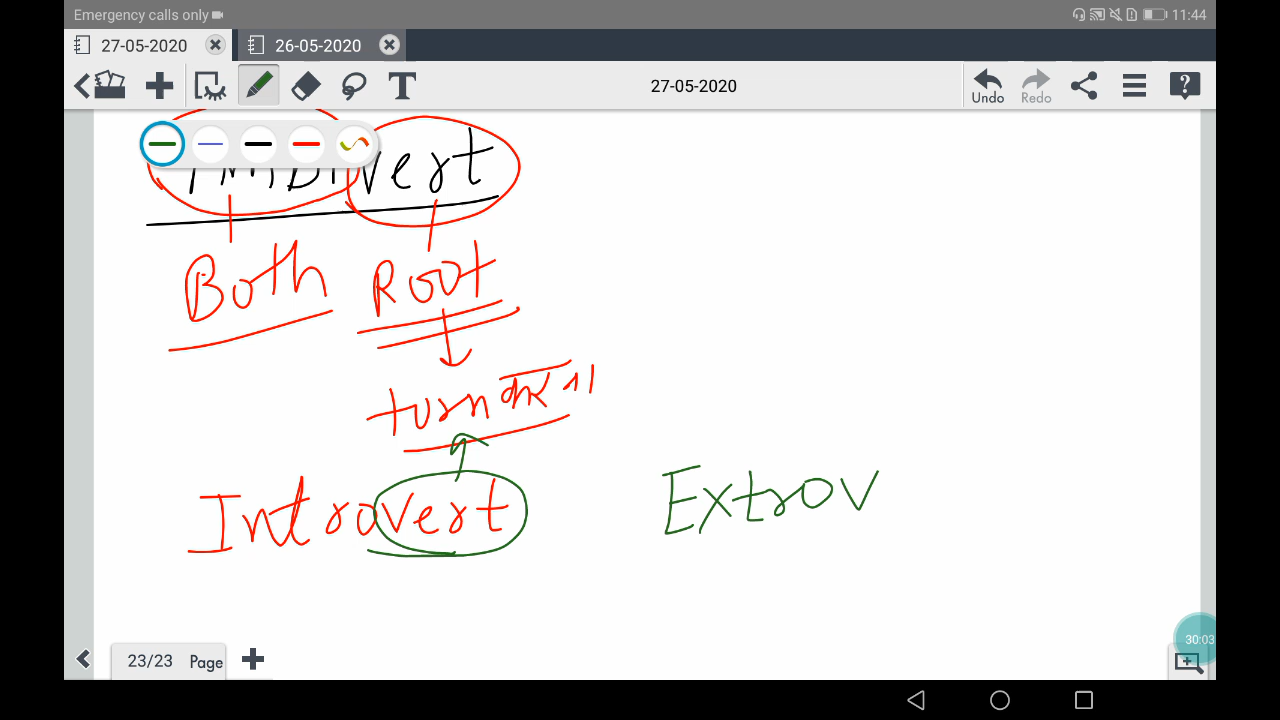 Emergency calls only 11:44
27-05-2020 26-05-2020
T 27-05-2020 Undo Redo
vert
Both Root
turn
Introvert Extrov
30:03
23/23 Page